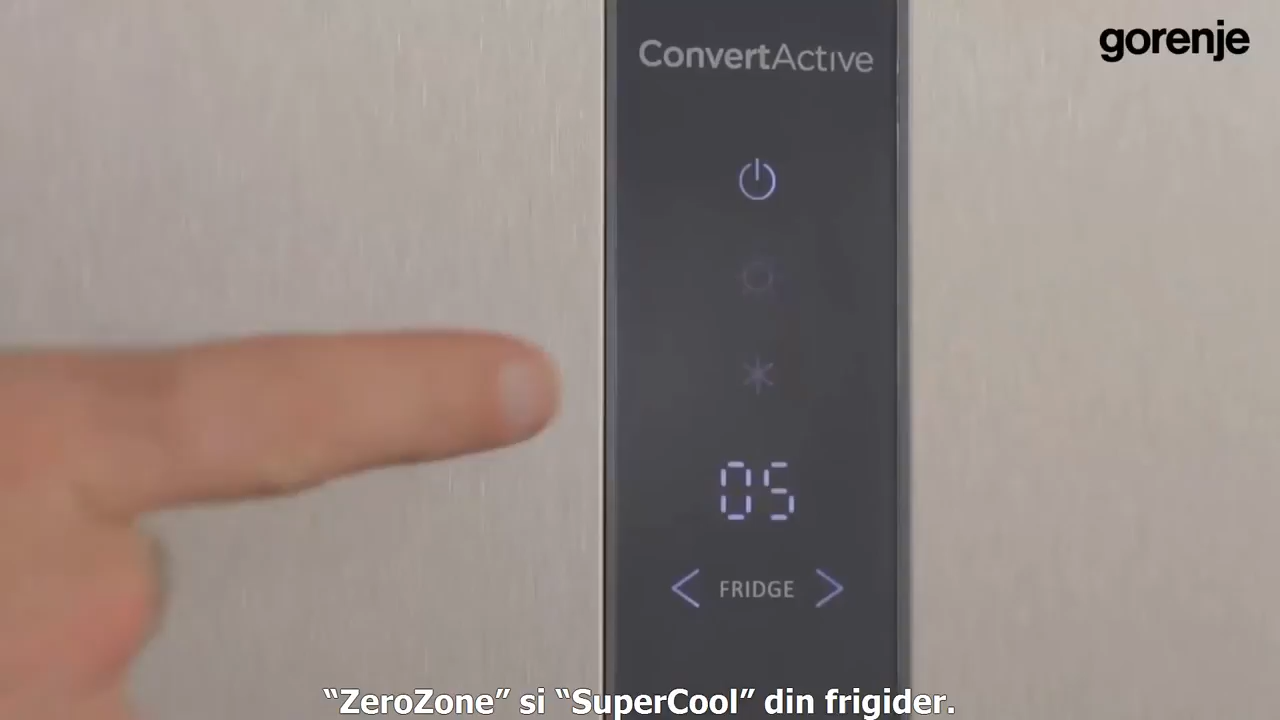 gorenje
ConvertActive
05
< FRIDGE >
“ZeroZone” si “SuperCool” din frigider.